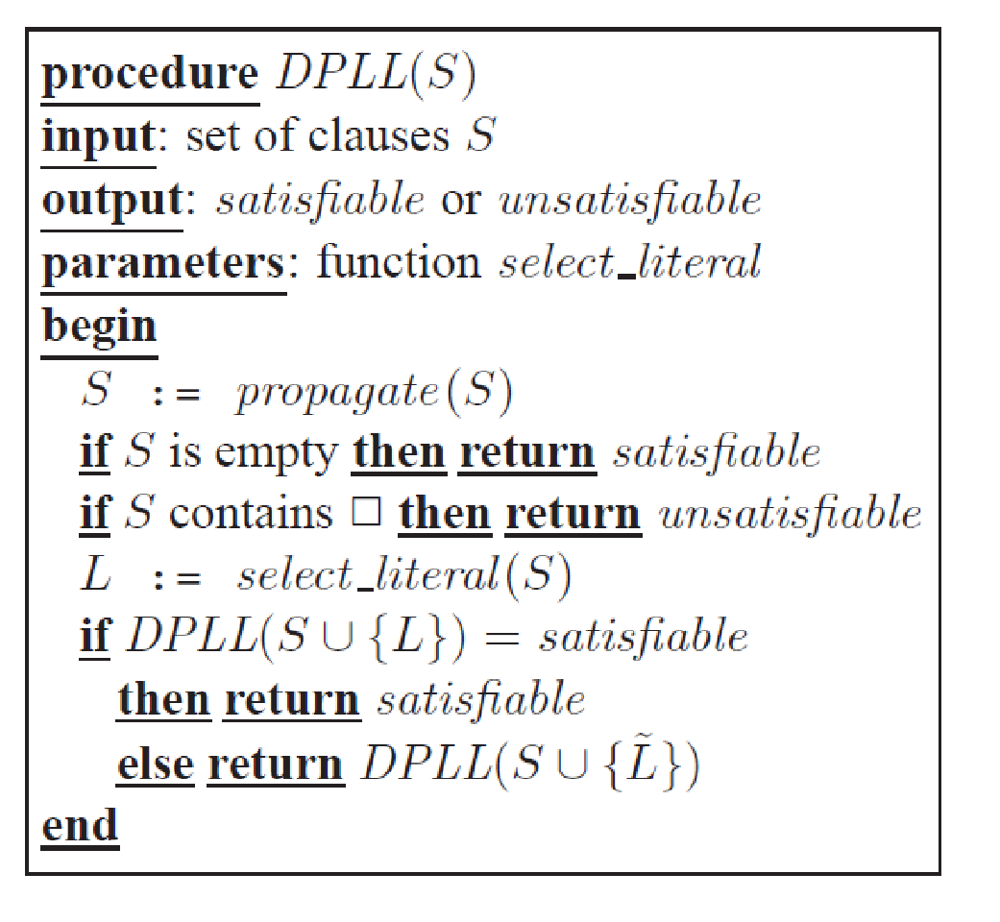 procedure DPLL(S)
input: set of clauses S
output: satisfiable or unsatisfiable
parameters: function select_literal
begin
S := propagate(S)
if S is empty then return satisfiable
if S contains □ then return unsatisfiable
L := select_literal(S)
if DPLL(S ∪ {L}) = satisfiable
then return satisfiable
else return DPLL(S ∪ {L̃})
end